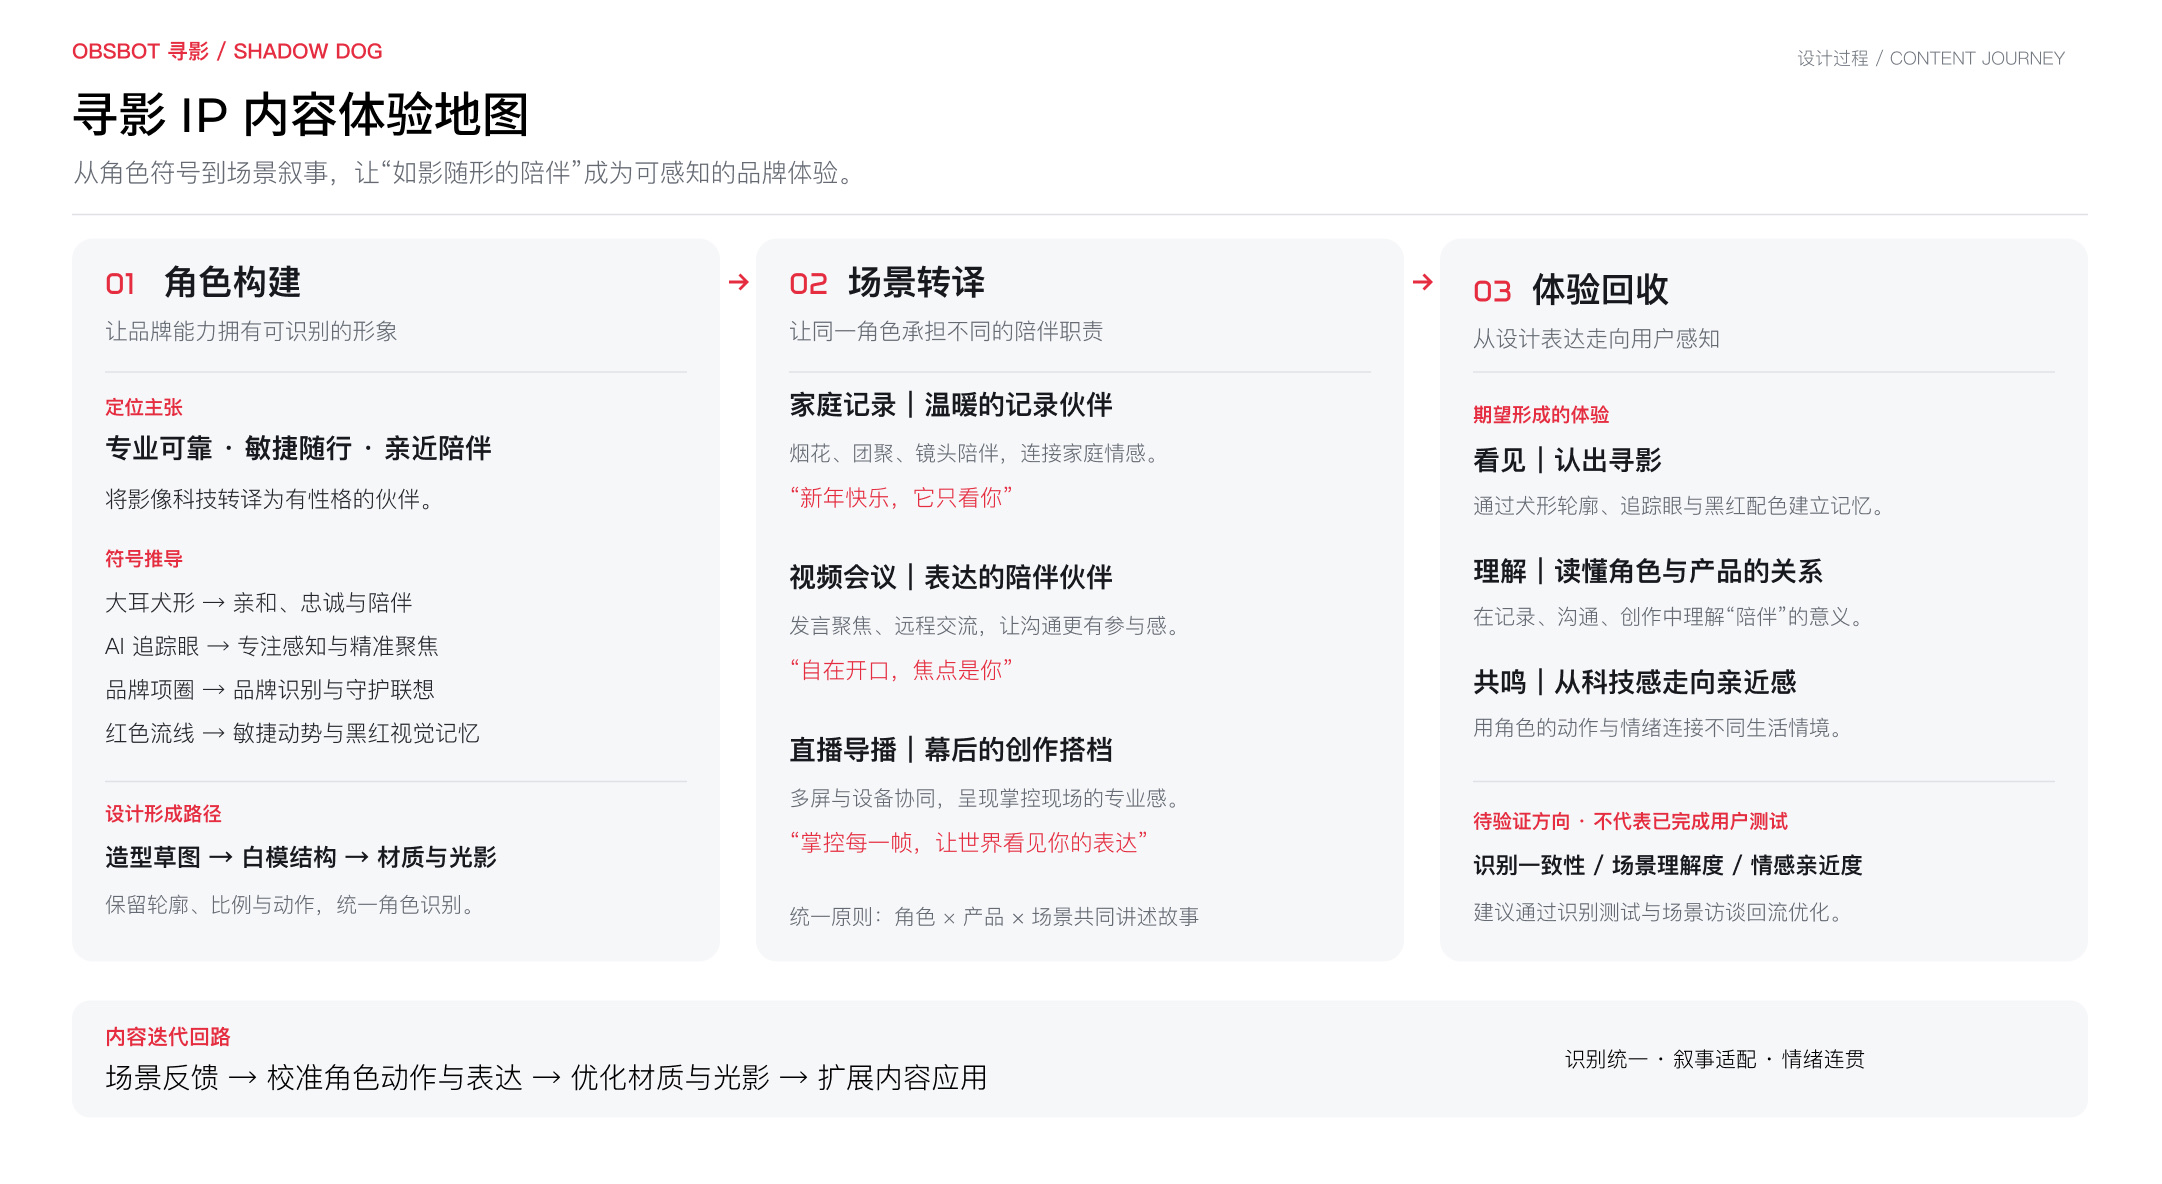 OBSBOT 寻影 / SHADOW DOG
设计过程 / CONTENT JOURNEY
寻影 IP 内容体验地图
从角色符号到场景叙事，让“如影随形的陪伴”成为可感知的品牌体验。
01 角色构建
让品牌能力拥有可识别的形象
定位主张
专业可靠 · 敏捷随行 · 亲近陪伴
将影像科技转译为有性格的伙伴。
符号推导
大耳犬形 → 亲和、忠诚与陪伴
AI 追踪眼 → 专注感知与精准聚焦
品牌项圈 → 品牌识别与守护联想
红色流线 → 敏捷动势与黑红视觉记忆
设计形成路径
造型草图 → 白模结构 → 材质与光影
保留轮廓、比例与动作，统一角色识别。
→
02 场景转译
让同一角色承担不同的陪伴职责
家庭记录｜温暖的记录伙伴
烟花、团聚、镜头陪伴，连接家庭情感。
“新年快乐，它只看你”
视频会议｜表达的陪伴伙伴
发言聚焦、远程交流，让沟通更有参与感。
“自在开口，焦点是你”
直播导播｜幕后的创作搭档
多屏与设备协同，呈现掌控现场的专业感。
“掌控每一帧，让世界看见你的表达”
统一原则：角色 × 产品 × 场景共同讲述故事
→
03 体验回收
从设计表达走向用户感知
期望形成的体验
看见｜认出寻影
通过犬形轮廓、追踪眼与黑红配色建立记忆。
理解｜读懂角色与产品的关系
在记录、沟通、创作中理解“陪伴”的意义。
共鸣｜从科技感走向亲近感
用角色的动作与情绪连接不同生活情境。
待验证方向 · 不代表已完成用户测试
识别一致性 / 场景理解度 / 情感亲近度
建议通过识别测试与场景访谈回流优化。
内容迭代回路
场景反馈 → 校准角色动作与表达 → 优化材质与光影 → 扩展内容应用
识别统一 · 叙事适配 · 情绪连贯